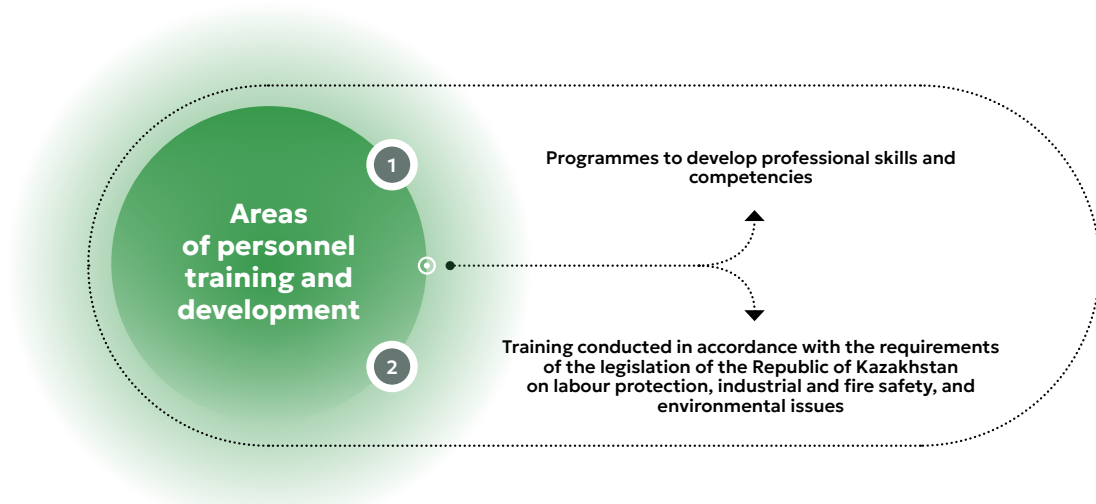 Areas
of personnel
training and
development
1
Programmes to develop professional skills and
competencies
2
Training conducted in accordance with the requirements
of the legislation of the Republic of Kazakhstan
on labour protection, industrial and fire safety, and
environmental issues